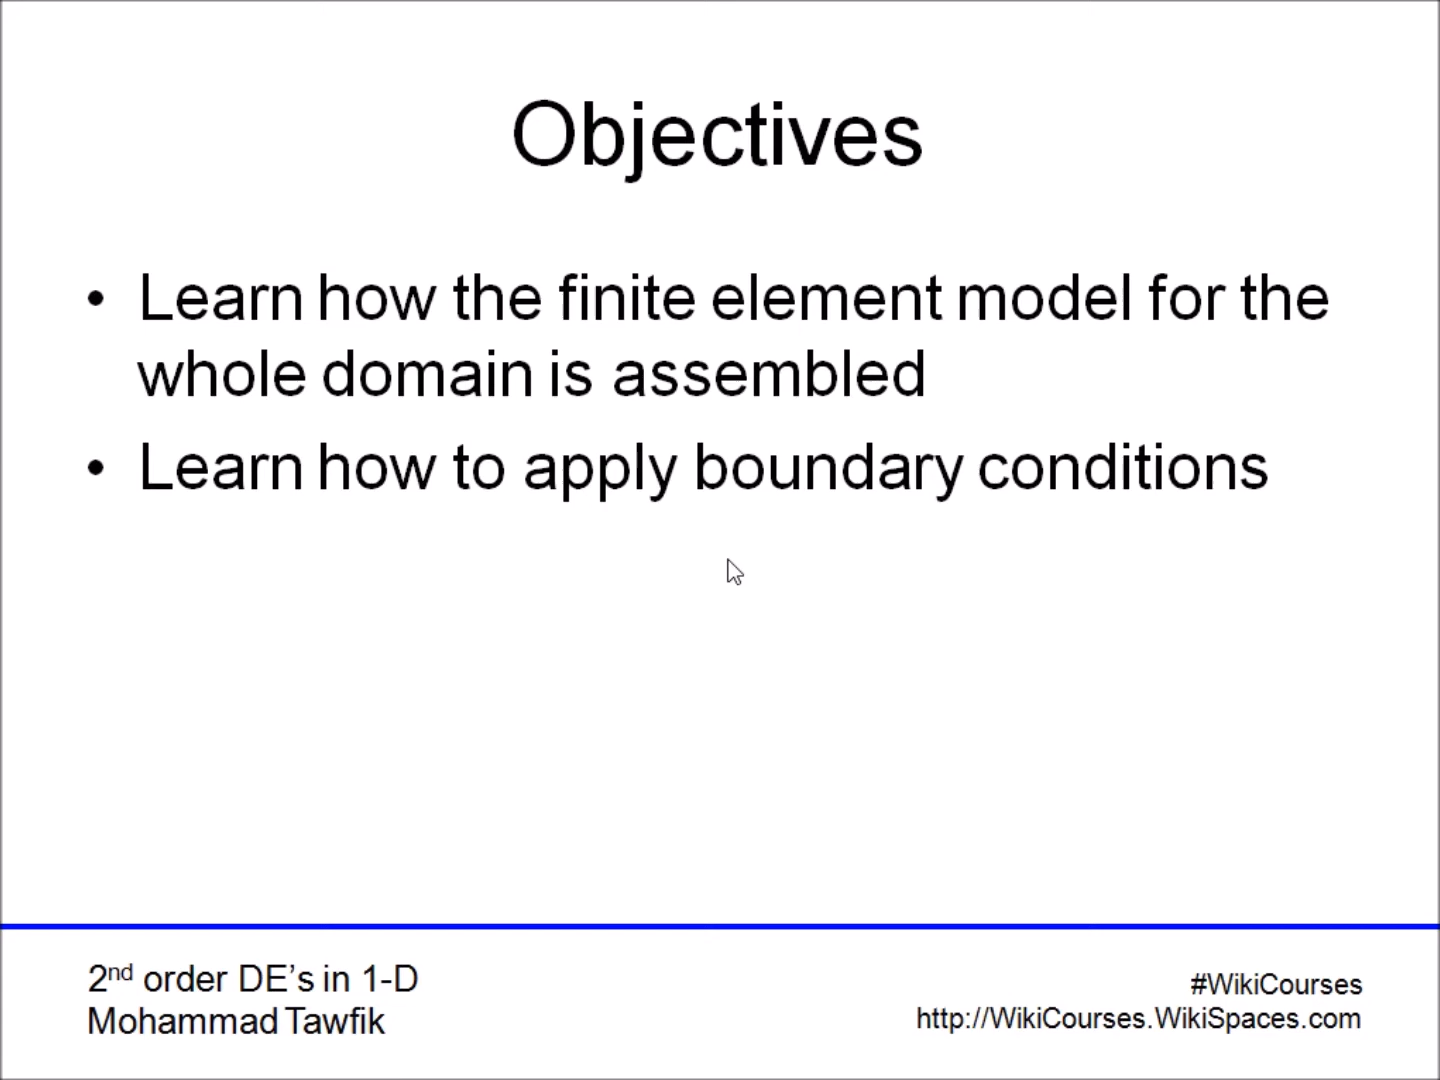 Objectives
• Learn how the finite element model for the
whole domain is assembled
• Learn how to apply boundary conditions
2nd order DE’s in 1-D
Mohammad Tawfik
#WikiCourses
http://WikiCourses.WikiSpaces.com